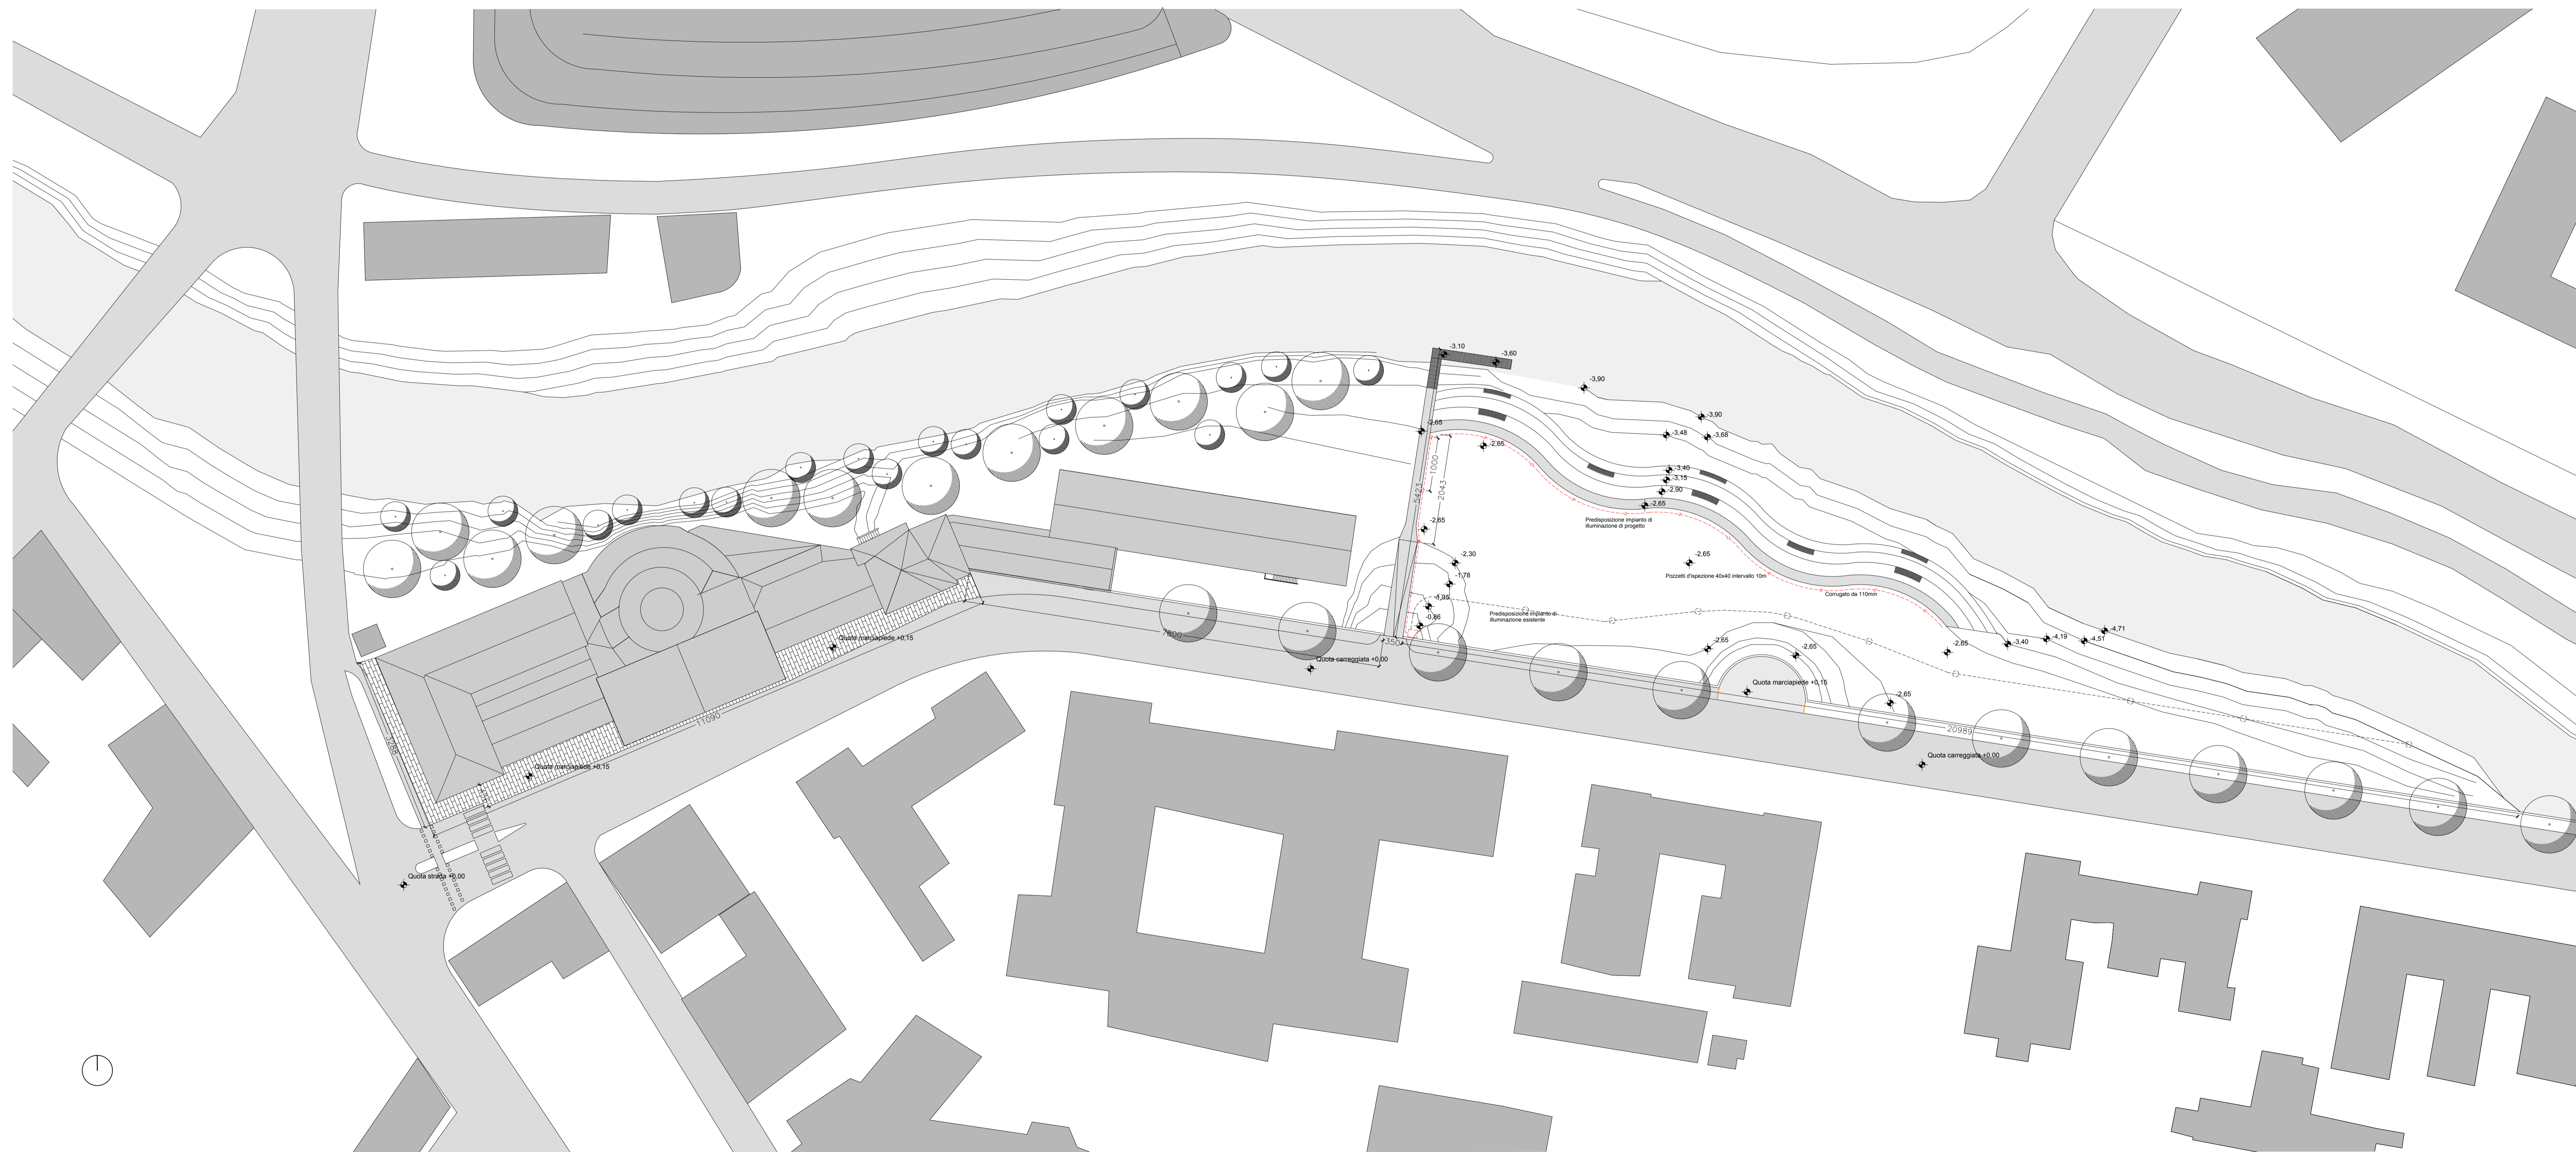 -3.10
-3,60
-3,90
-3,90
-2,65
-3,48
-3,68
-2,65
1000
2043
5423
-3,40
-3,15
-2,90
-2,65
Predisposizione impianto di
illuminazione di progetto
-2,65
-2,30
-2,65
-1,78
Pozzetti d'ispezione 40x40 intervallo 10m
Corrugato da 110mm
-1,35
-0,86
Predisposizione impianto di
illuminazione esistente
-4,71
-4,19
-4,51
-3,40
-2,65
-2,65
-2,65
7800
350
Quota marciapiede +0,15
Quota carreggiata +0.00
Quota marciapiede +0,15
-2,65
11090
20989
3288
Quota carreggiata +0.00
Quota marciapiede +0,15
Quota strada +0,00